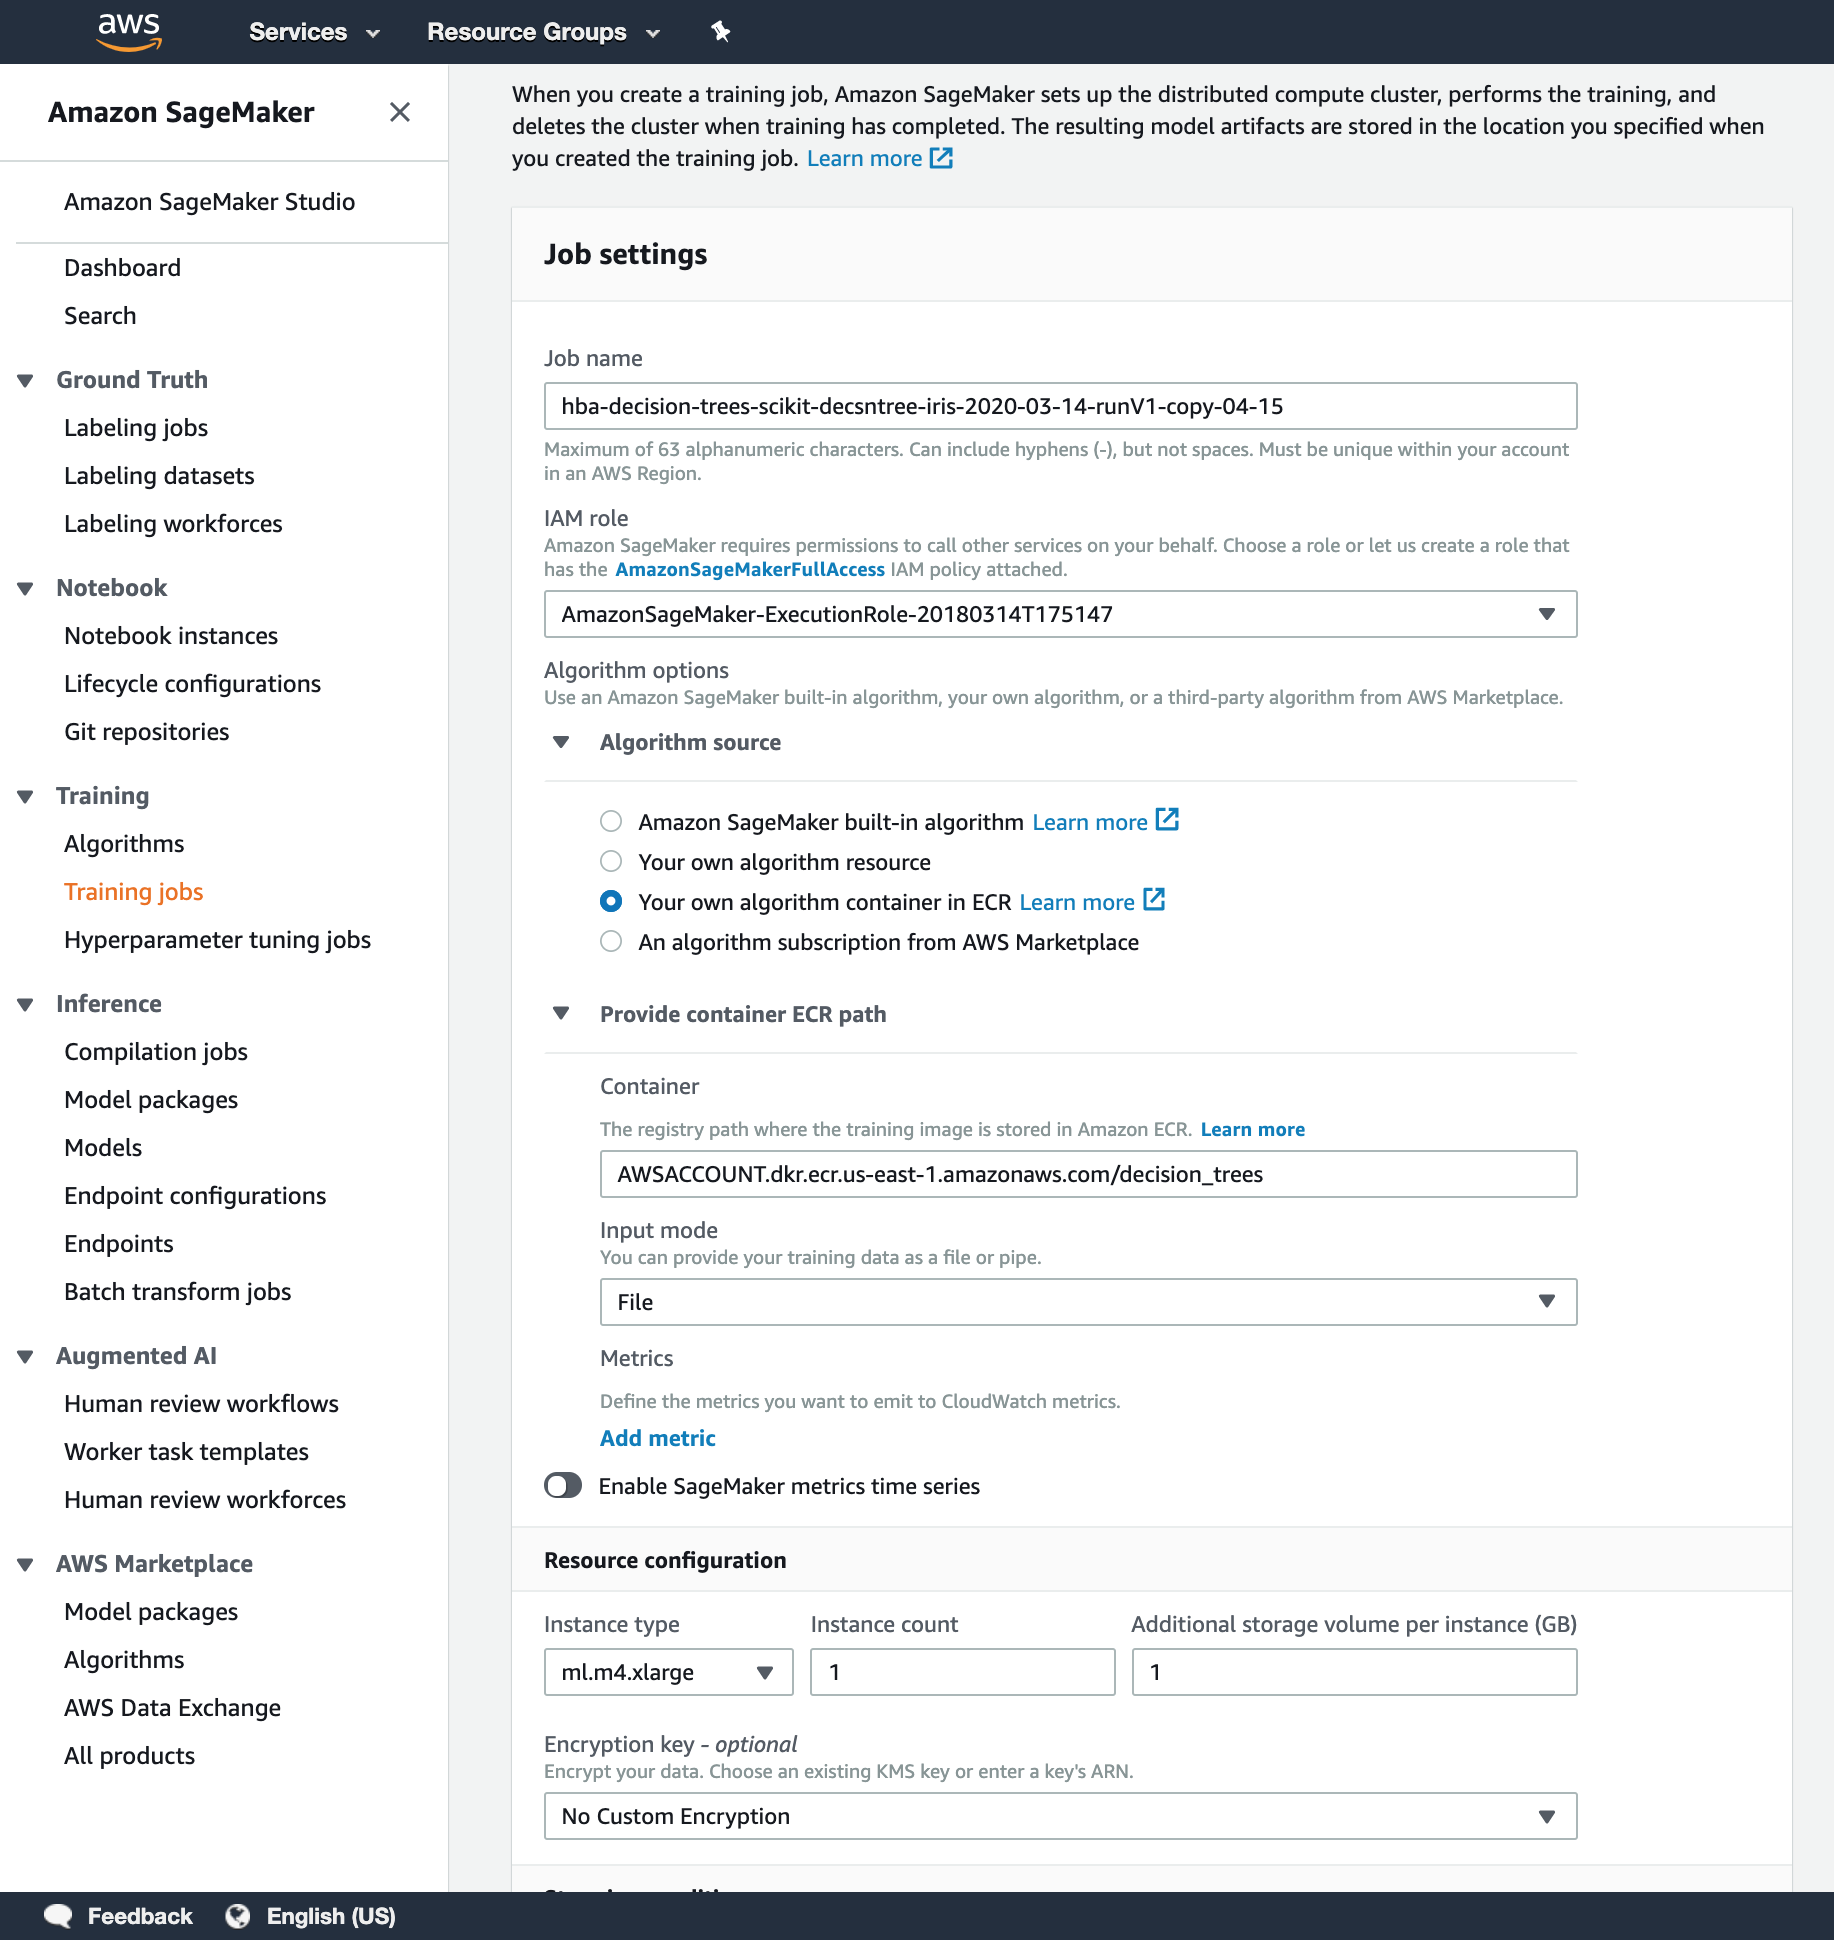 aws
Services
Resource Groups
Amazon SageMaker
Amazon SageMaker Studio
Dashboard
Search
Ground Truth
Labeling jobs
Labeling datasets
Labeling workforces
Notebook
Notebook instances
Lifecycle configurations
Git repositories
Training
Algorithms
Training jobs
Hyperparameter tuning jobs
Inference
Compilation jobs
Model packages
Models
Endpoint configurations
Endpoints
Batch transform jobs
Augmented AI
Human review workflows
Worker task templates
Human review workforces
AWS Marketplace
Model packages
Algorithms
AWS Data Exchange
All products
When you create a training job, Amazon SageMaker sets up the distributed compute cluster, performs the training, and
deletes the cluster when training has completed. The resulting model artifacts are stored in the location you specified when
you created the training job. Learn more
Job settings
Job name
hba-decision-trees-scikit-decsntree-iris-2020-03-14-runV1-copy-04-15
Maximum of 63 alphanumeric characters. Can include hyphens (-), but not spaces. Must be unique within your account
in an AWS Region.
IAM role
Amazon SageMaker requires permissions to call other services on your behalf. Choose a role or let us create a role that
has the AmazonSageMakerFullAccess IAM policy attached.
AmazonSageMaker-ExecutionRole-20180314T175147
Algorithm options
Use an Amazon SageMaker built-in algorithm, your own algorithm, or a third-party algorithm from AWS Marketplace.
Algorithm source
Amazon SageMaker built-in algorithm Learn more
Your own algorithm resource
Your own algorithm container in ECR Learn more
An algorithm subscription from AWS Marketplace
Provide container ECR path
Container
The registry path where the training image is stored in Amazon ECR. Learn more
AWSACCOUNT.dkr.ecr.us-east-1.amazonaws.com/decision_trees
Input mode
You can provide your training data as a file or pipe.
File
Metrics
Define the metrics you want to emit to CloudWatch metrics.
Add metric
Enable SageMaker metrics time series
Resource configuration
Instance type
Instance count
Additional storage volume per instance (GB)
ml.m4.xlarge
1
1
Encryption key - optional
Encrypt your data. Choose an existing KMS key or enter a key's ARN.
No Custom Encryption
Feedback
English (US)